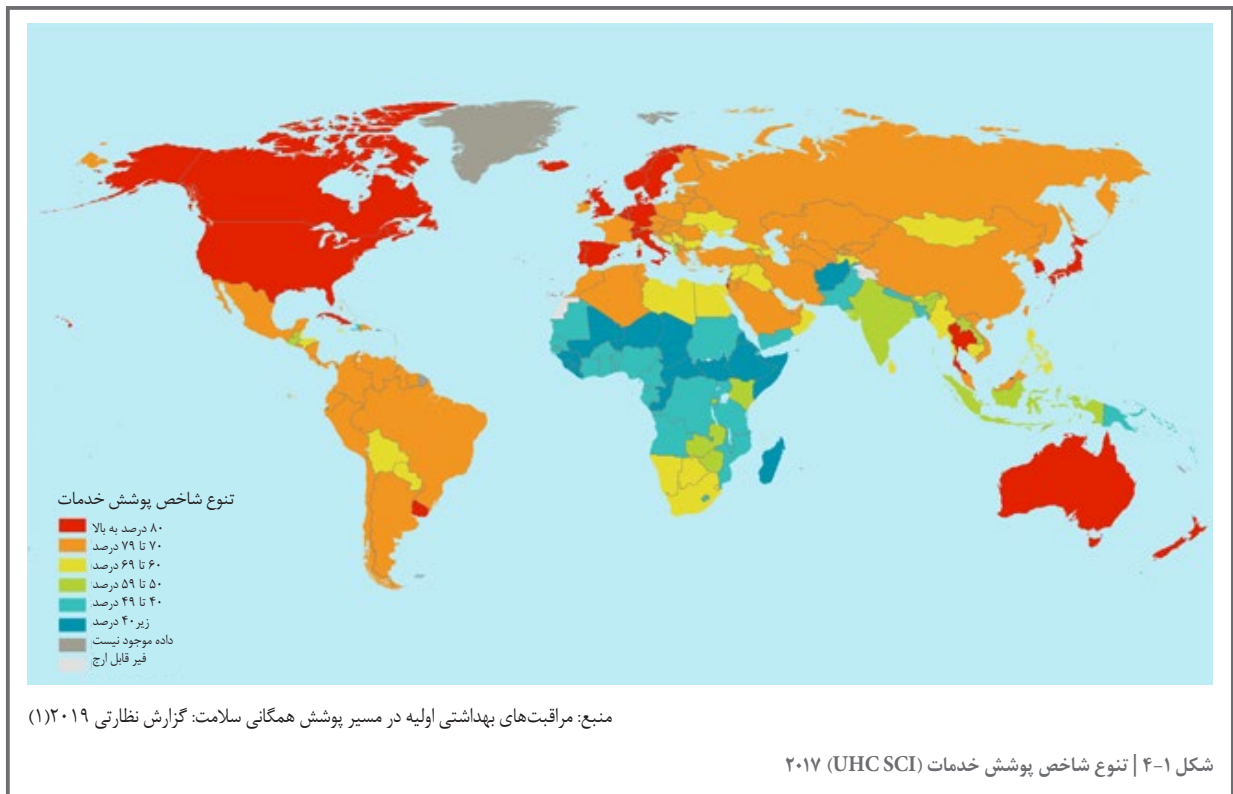 تنوع شاخص پوشش خدمات
۸۰ درصد به بالا
۷۰ تا ۷۹ درصد
۶۰ تا ۶۹ درصد
۵۰ تا ۵۹ درصد
۴۰ تا ۴۹ درصد
زیر۴۰ درصد
داده موجود نیست
فیر قابل ارج
منبع: مراقبت‌های بهداشتی اولیه در مسیر پوشش همگانی سلامت: گزارش نظارتی ۲۰۱۹(۱)
شکل ۱-۴ | تنوع شاخص پوشش خدمات (UHC SCI) ۲۰۱۷